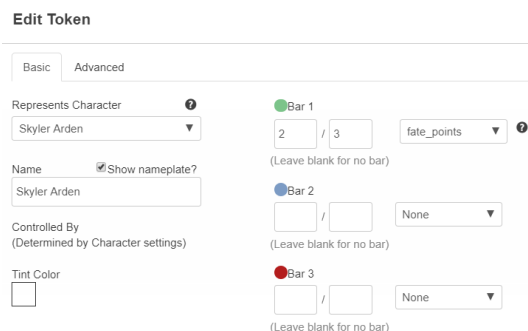 Edit Token
Basic Advanced
Represents Character ?
Skyler Arden
Name Show nameplate?
Skyler Arden
Controlled By
(Determined by Character settings)
Tint Color
Bar 1
2 / 3 fate_points ?
(Leave blank for no bar)
Bar 2
/ None
(Leave blank for no bar)
Bar 3
/ None
(Leave blank for no bar)